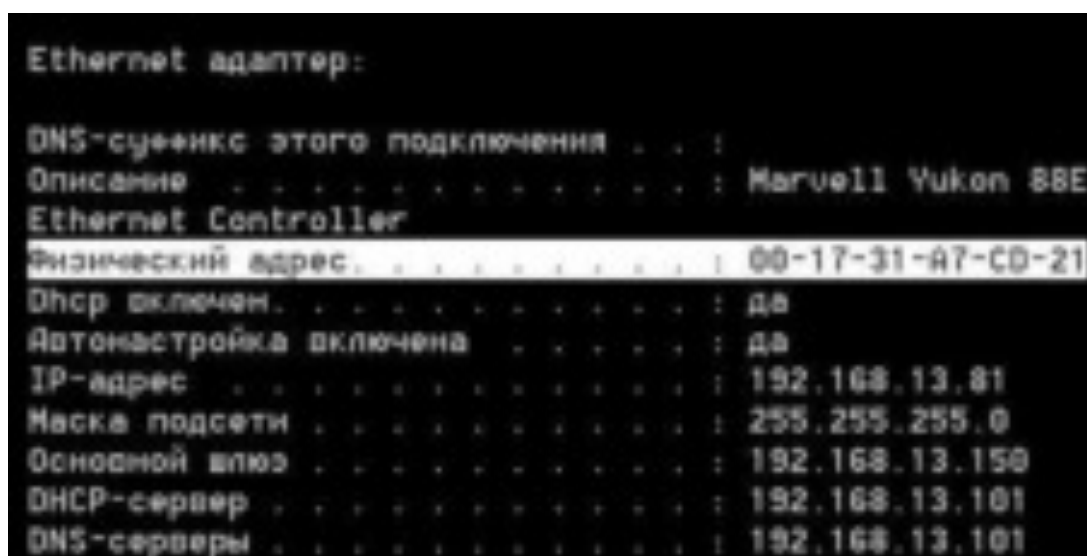 Ethernet адаптер:
DNS-суффикс этого подключения . . :
Описание . . . . . . . . . . . . : Marvell Yukon 88E
Ethernet Controller
Физический адрес. . . . . . . . . : 00-17-31-A7-CD-21
Dhcp включен. . . . . . . . . . . : да
Автонастройка включена . . . . . : да
IP-адрес . . . . . . . . . . . . : 192.168.13.81
Маска подсети . . . . . . . . . . : 255.255.255.0
Основной шлюз . . . . . . . . . . : 192.168.13.150
DHCP-сервер . . . . . . . . . . . : 192.168.13.101
DNS-серверы . . . . . . . . . . . : 192.168.13.101